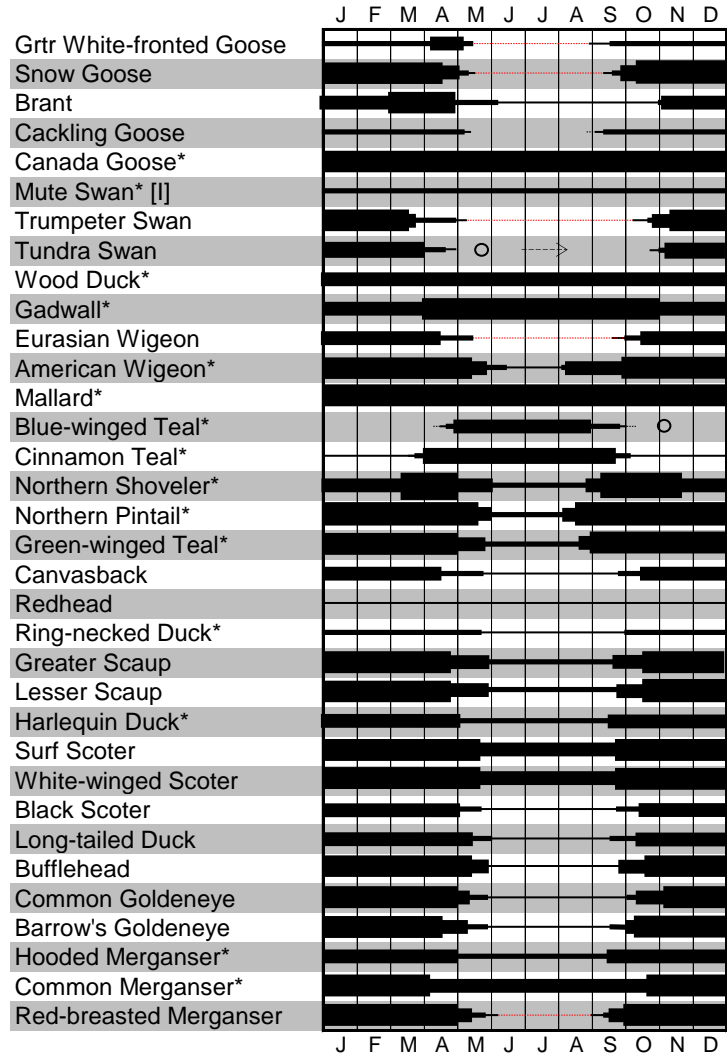 J F M A M J J A S O N D
Grtr White-fronted Goose
Snow Goose
Brant
Cackling Goose
Canada Goose*
Mute Swan* [I]
Trumpeter Swan
Tundra Swan
Wood Duck*
Gadwall*
Eurasian Wigeon
American Wigeon*
Mallard*
Blue-winged Teal*
Cinnamon Teal*
Northern Shoveler*
Northern Pintail*
Green-winged Teal*
Canvasback
Redhead
Ring-necked Duck*
Greater Scaup
Lesser Scaup
Harlequin Duck*
Surf Scoter
White-winged Scoter
Black Scoter
Long-tailed Duck
Bufflehead
Common Goldeneye
Barrow's Goldeneye
Hooded Merganser*
Common Merganser*
Red-breasted Merganser
J F M A M J J A S O N D